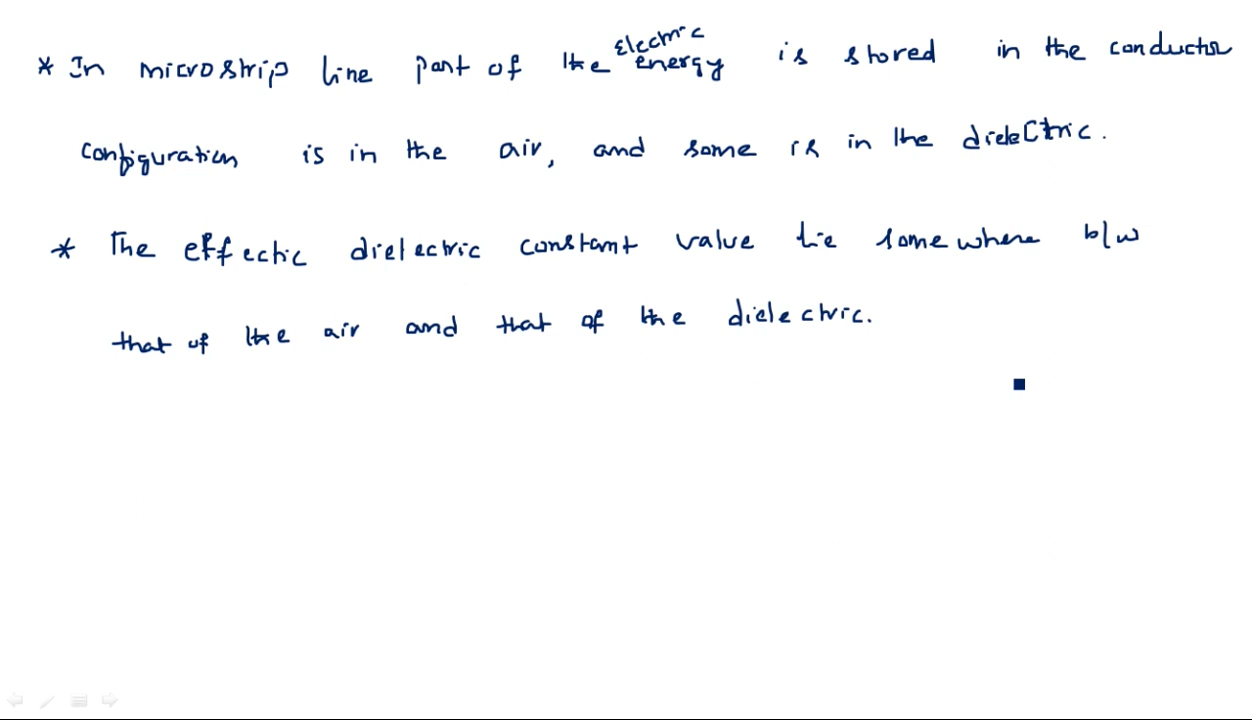 * In microstrip line part of the Electric energy is stored in the conductor
configuration is in the air, and some is in the dielectric.
* The effectic dielectric constant value lie somewhere b/w
that of the air and that of the dielectric.